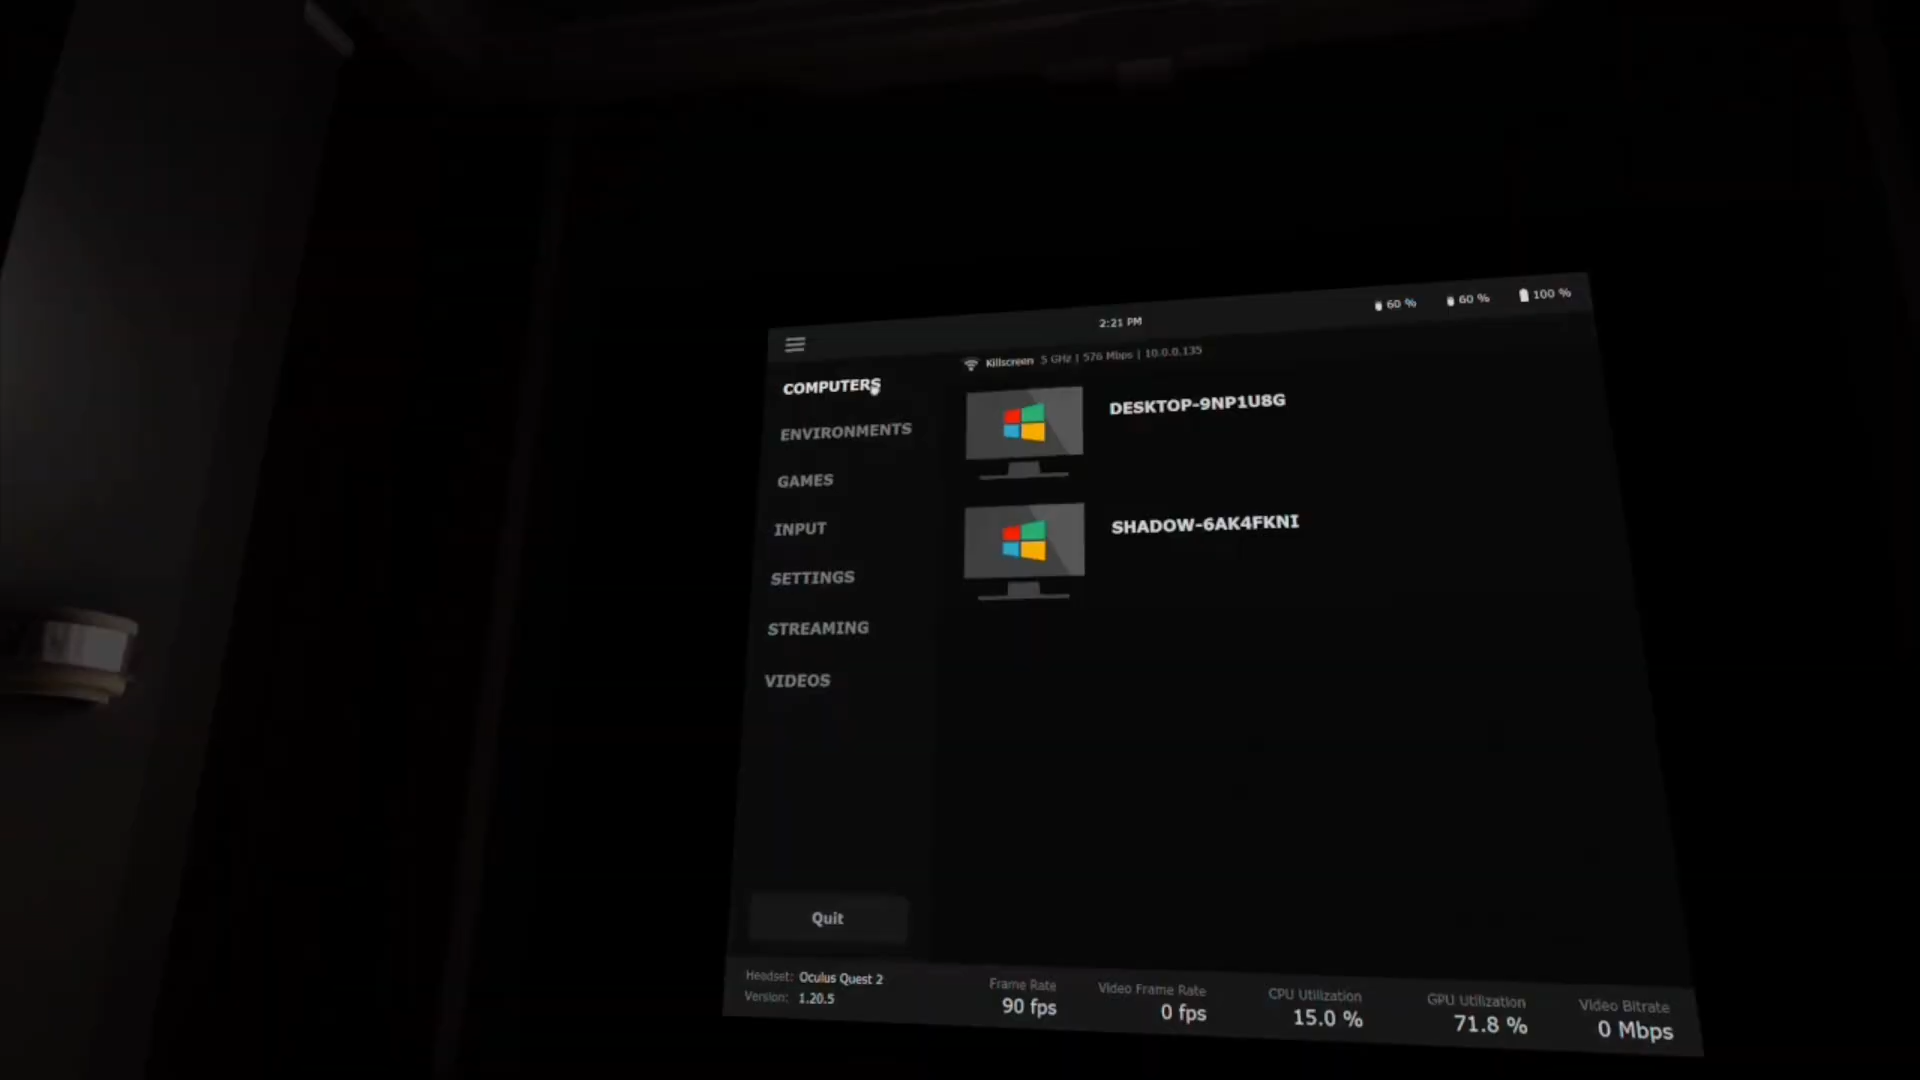 2:21 PM
60 %
60 %
100 %
Killscreen 5 GHz | 576 Mbps | 10.0.0.135
COMPUTERS
ENVIRONMENTS
GAMES
INPUT
SETTINGS
STREAMING
VIDEOS
Quit
DESKTOP-9NP1U8G
SHADOW-6AK4FKNI
Headset: Oculus Quest 2
Version: 1.20.5
Frame Rate
90 fps
Video Frame Rate
0 fps
CPU Utilization
15.0 %
GPU Utilization
71.8 %
Video Bitrate
0 Mbps